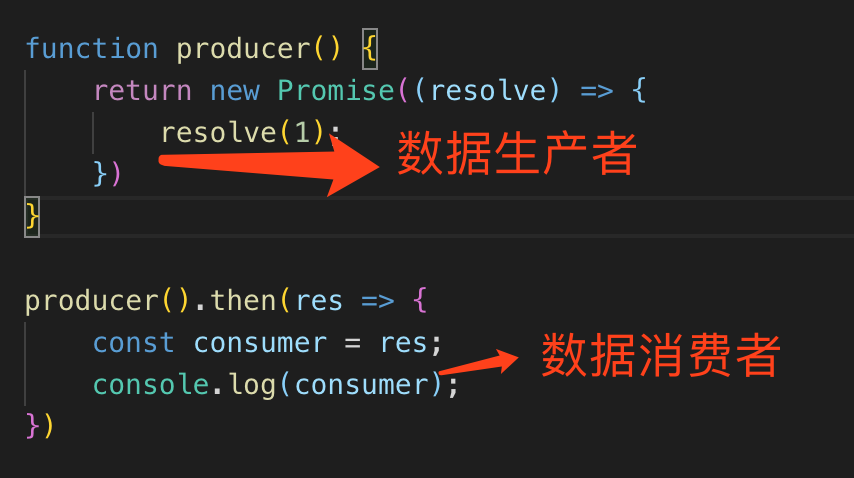 function producer() {
return new Promise((resolve) => {
resolve(1);
数据生产者
})
}
producer().then(res => {
const consumer = res;
数据消费者
console.log(consumer);
})